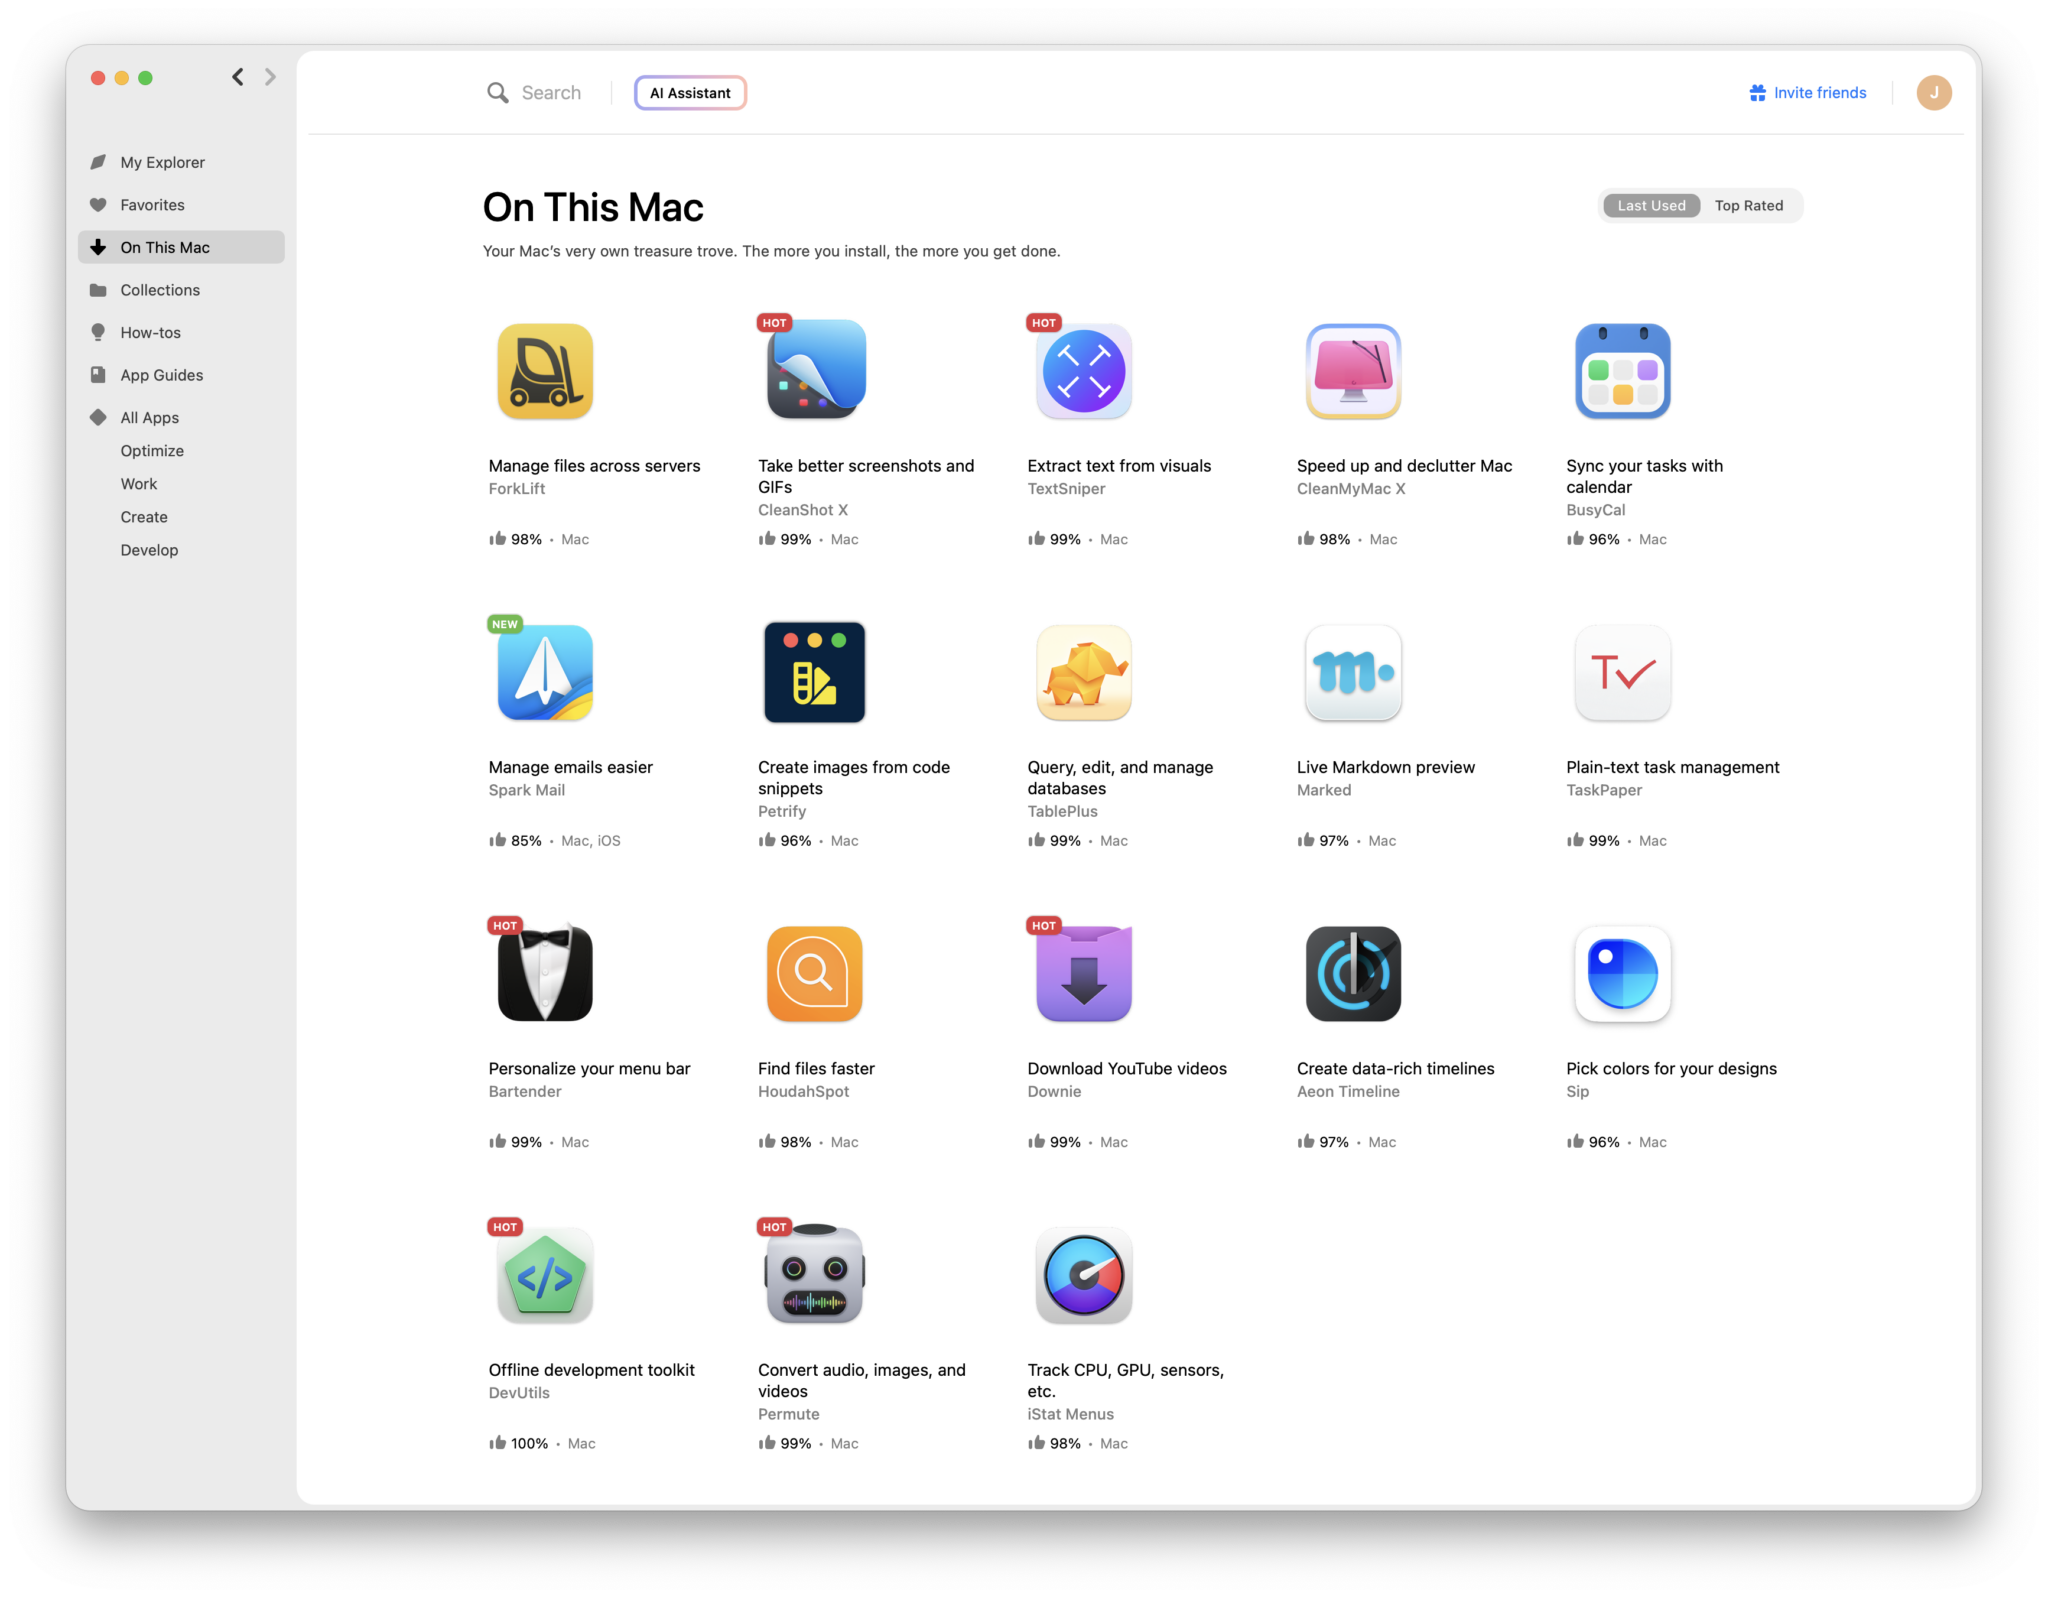 Search
AI Assistant
Invite friends
J
My Explorer
Favorites
On This Mac
Collections
How-tos
App Guides
All Apps
Optimize
Work
Create
Develop
On This Mac
Last Used
Top Rated
Your Mac’s very own treasure trove. The more you install, the more you get done.
Manage files across servers
ForkLift
98% • Mac
HOT
Take better screenshots and
GIFs
CleanShot X
99% • Mac
HOT
Extract text from visuals
TextSniper
99% • Mac
Speed up and declutter Mac
CleanMyMac X
98% • Mac
Sync your tasks with
calendar
BusyCal
96% • Mac
NEW
Manage emails easier
Spark Mail
85% • Mac, iOS
Create images from code
snippets
Petrify
96% • Mac
Query, edit, and manage
databases
TablePlus
99% • Mac
m
Live Markdown preview
Marked
97% • Mac
T
Plain-text task management
TaskPaper
99% • Mac
HOT
Personalize your menu bar
Bartender
99% • Mac
Find files faster
HoudahSpot
98% • Mac
HOT
Download YouTube videos
Downie
99% • Mac
Create data-rich timelines
Aeon Timeline
97% • Mac
Pick colors for your designs
Sip
96% • Mac
HOT
</>
Offline development toolkit
DevUtils
100% • Mac
HOT
Convert audio, images, and
videos
Permute
99% • Mac
Track CPU, GPU, sensors,
etc.
iStat Menus
98% • Mac